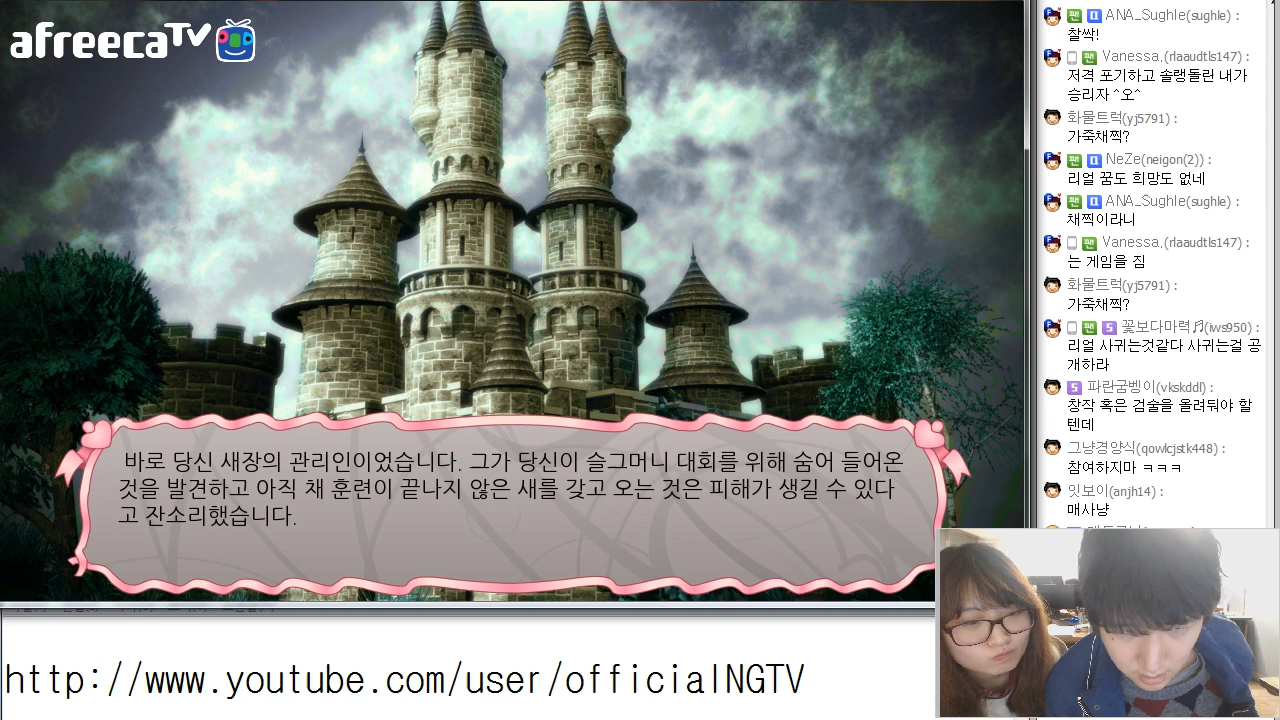 afreecaTV
바로 당신 새장의 관리인이었습니다. 그가 당신이 슬그머니 대회를 위해 숨어 들어온
것을 발견하고 아직 채 훈련이 끝나지 않은 새를 갖고 오는 것은 피해가 생길 수 있다
고 잔소리했습니다.
http://www.youtube.com/user/officialNGTV
팬 ANA_Sughle(sughle) :
찰싹!
팬 Vanessa,(rlaaudtls147) :
저격 포기하고 솔랭돌린 내가
승리자 ^오^
화물트럭(yj5791) :
가죽채찍?
팬 NeZe(neigon(2)) :
리얼 꿈도 희망도 없네
팬 ANA_Sughle(sughle) :
채찍이라니
팬 Vanessa,(rlaaudtls147) :
는 게임을 짐
화물트럭(yj5791) :
가죽채찍?
팬 S 꽃보다마력♬(iws950) :
리얼 사귀는것같다 사귀는걸 공
개하라
S 파란굼벵이(vkskddl) :
창작 혹은 검술을 올려둬야 할
텐데
그냥경양식(qowlcjstk448) :
참여하지마 ㅋㅋㅋ
잇보이(anjh14) :
매사냥